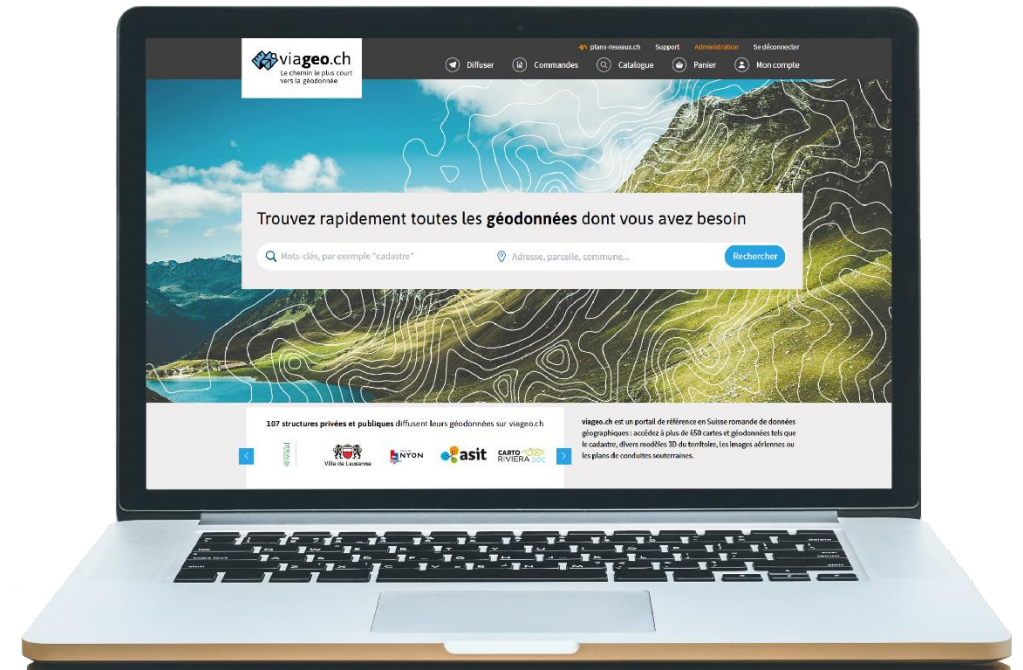 plans-reseaux.ch Support Administration Se déconnecter
viageo.ch
Le chemin le plus court
vers la géodonnée
Diffuser Commandes Catalogue Panier Mon compte
Trouvez rapidement toutes les géodonnées dont vous avez besoin
Mots-clés, par exemple "cadastre" Adresse, parcelle, commune... Rechercher
107 structures privées et publiques diffusent leurs géodonnées sur viageo.ch
Ville de Lausanne
NYON
asit
CARTO
RIVIERA
viageo.ch est un portail de référence en Suisse romande de données
géographiques : accédez à plus de 650 cartes et géodonnées tels que
le cadastre, divers modèles 3D du territoire, les images aériennes ou
les plans de conduites souterraines.